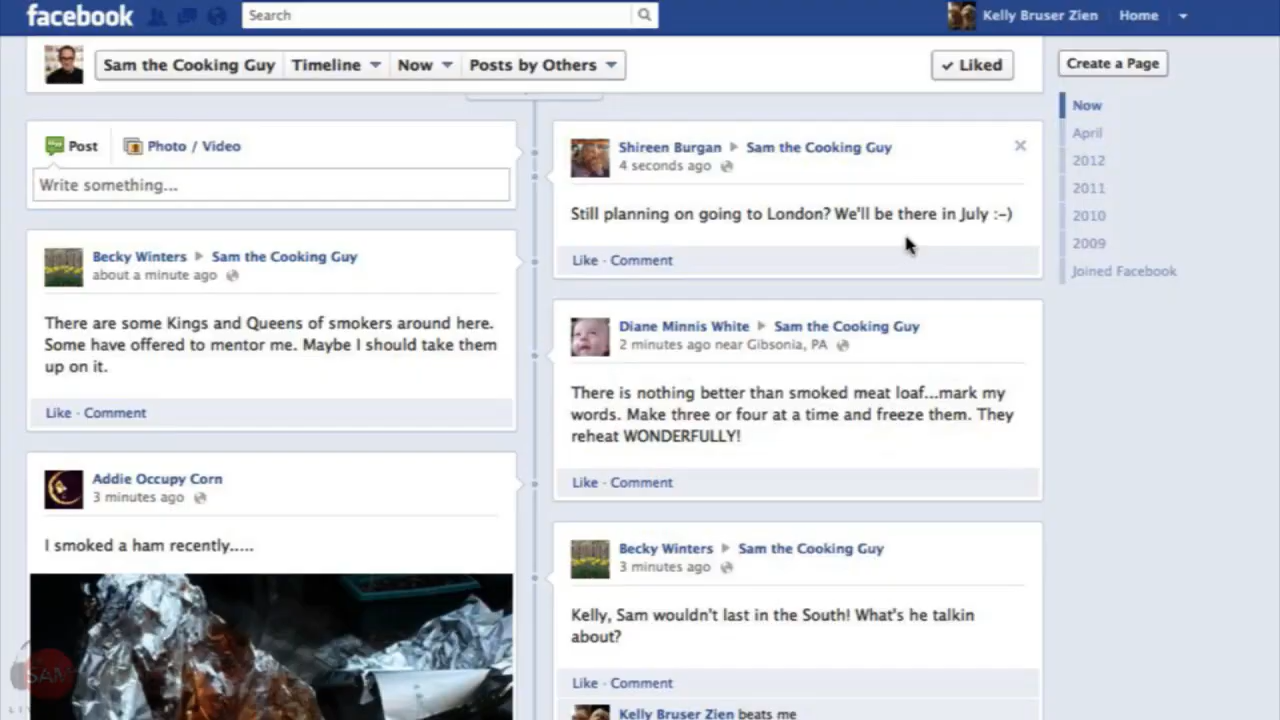 facebook
Search
Kelly Bruser Zien
Home
Sam the Cooking Guy
Timeline
Now
Posts by Others
✓ Liked
Create a Page
Now
April
2012
2011
2010
2009
Joined Facebook
Post
Photo / Video
Write something...
Shireen Burgan ▶ Sam the Cooking Guy
4 seconds ago
Still planning on going to London? We'll be there in July :-)
Like · Comment
Becky Winters ▶ Sam the Cooking Guy
about a minute ago
There are some Kings and Queens of smokers around here.
Some have offered to mentor me. Maybe I should take them
up on it.
Like · Comment
Diane Minnis White ▶ Sam the Cooking Guy
2 minutes ago near Gibsonia, PA
There is nothing better than smoked meat loaf...mark my
words. Make three or four at a time and freeze them. They
reheat WONDERFULLY!
Like · Comment
Addie Occupy Corn
3 minutes ago
I smoked a ham recently.....
Becky Winters ▶ Sam the Cooking Guy
3 minutes ago
Kelly, Sam wouldn't last in the South! What's he talkin
about?
Like · Comment
Kelly Bruser Zien beats me
SAM